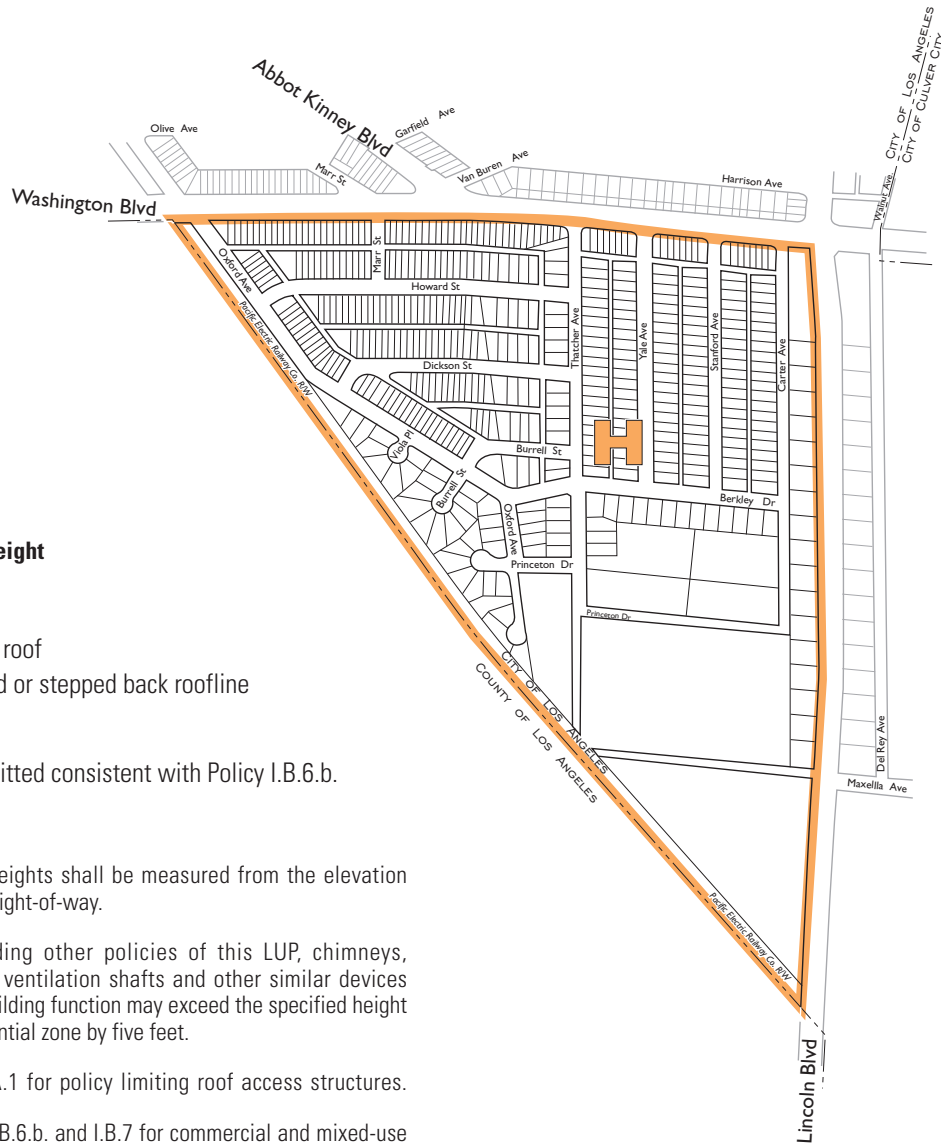 CITY OF LOS ANGELES
CITY OF CULVER CITY
Abbot Kinney Blvd
Garfield Ave
Olive Ave
Marr St
Van Buren Ave
Harrison Ave
Walnut Ave
Washington Blvd
Oxford Ave
Marr St
Howard St
Pacific Electric Railway Co. R/W
Thatcher Ave
Yale Ave
Stanford Ave
Carter Ave
Dickson St
H
Viola Pl
Burrell St
Burrell St
Berkley Dr
Oxford Ave
Princeton Dr
Princeton Dr
CITY OF LOS ANGELES
COUNTY OF LOS ANGELES
Del Rey Ave
Maxellla Ave
Pacific Electric Railway Co. R/W
Lincoln Blvd
eight
roof
d or stepped back roofline
itted consistent with Policy I.B.6.b.
eights shall be measured from the elevation
ight-of-way.
ding other policies of this LUP, chimneys,
ventilation shafts and other similar devices
ilding function may exceed the specified height
ntial zone by five feet.
A.1 for policy limiting roof access structures.
B.6.b. and I.B.7 for commercial and mixed-use